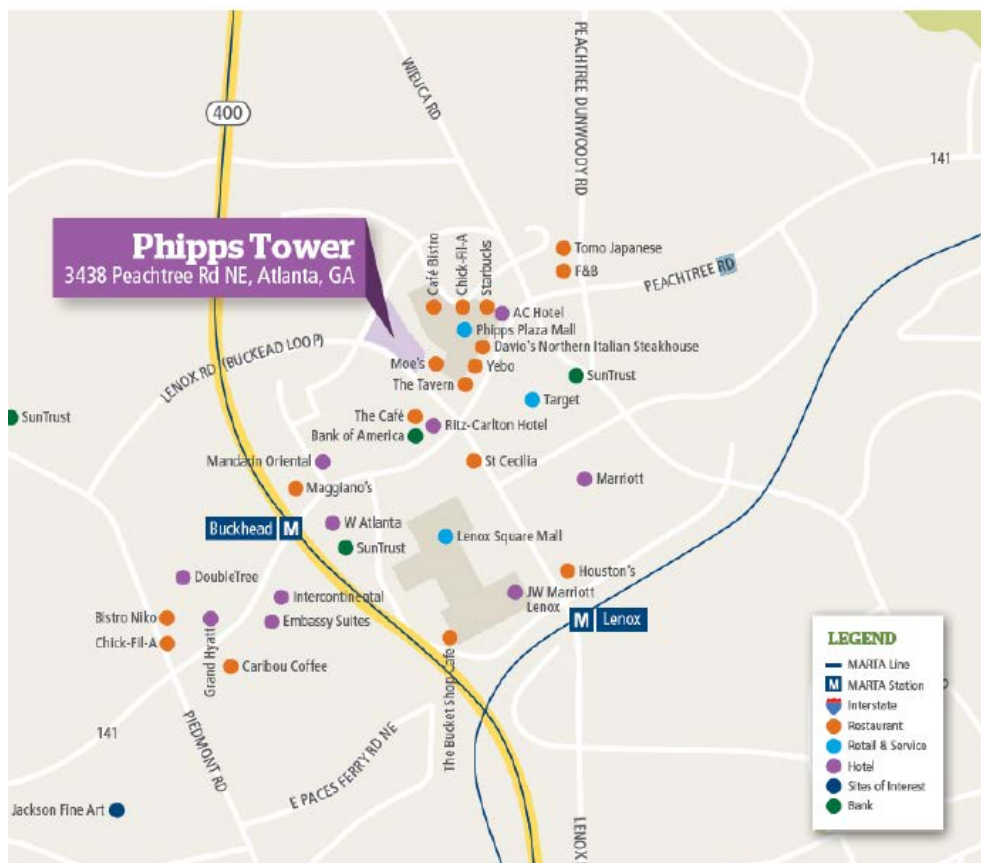 WIEUCA RD
PEACHTREE DUNWOODY RD
400
141
Phipps Tower
3438 Peachtree Rd NE, Atlanta, GA
Café Bistro
Chick-Fil-A
Starbucks
Tomo Japanese
F&B
PEACHTREE RD
AC Hotel
Phipps Plaza Mall
Davio's Northern Italian Steakhouse
LENOX RD (BUCKEAD LOOP)
Moe's
Yebo
The Tavern
SunTrust
Target
SunTrust
The Café
Ritz-Carlton Hotel
Bank of America
Mandarin Oriental
St Cecilia
Marriott
Maggiano's
Buckhead M
W Atlanta
SunTrust
Lenox Square Mall
DoubleTree
Houston's
Intercontinental
JW Marriott
Lenox
Bistro Niko
Grand Hyatt
Embassy Suites
M Lenox
Chick-Fil-A
Caribou Coffee
The Bucket Shop Cafe
141
PIEDMONT RD
E PACES FERRY RD NE
Jackson Fine Art
LENOX
LEGEND
MARTA Line
M MARTA Station
Interstate
Restaurant
Retail & Service
Hotel
Sites of Interest
Bank